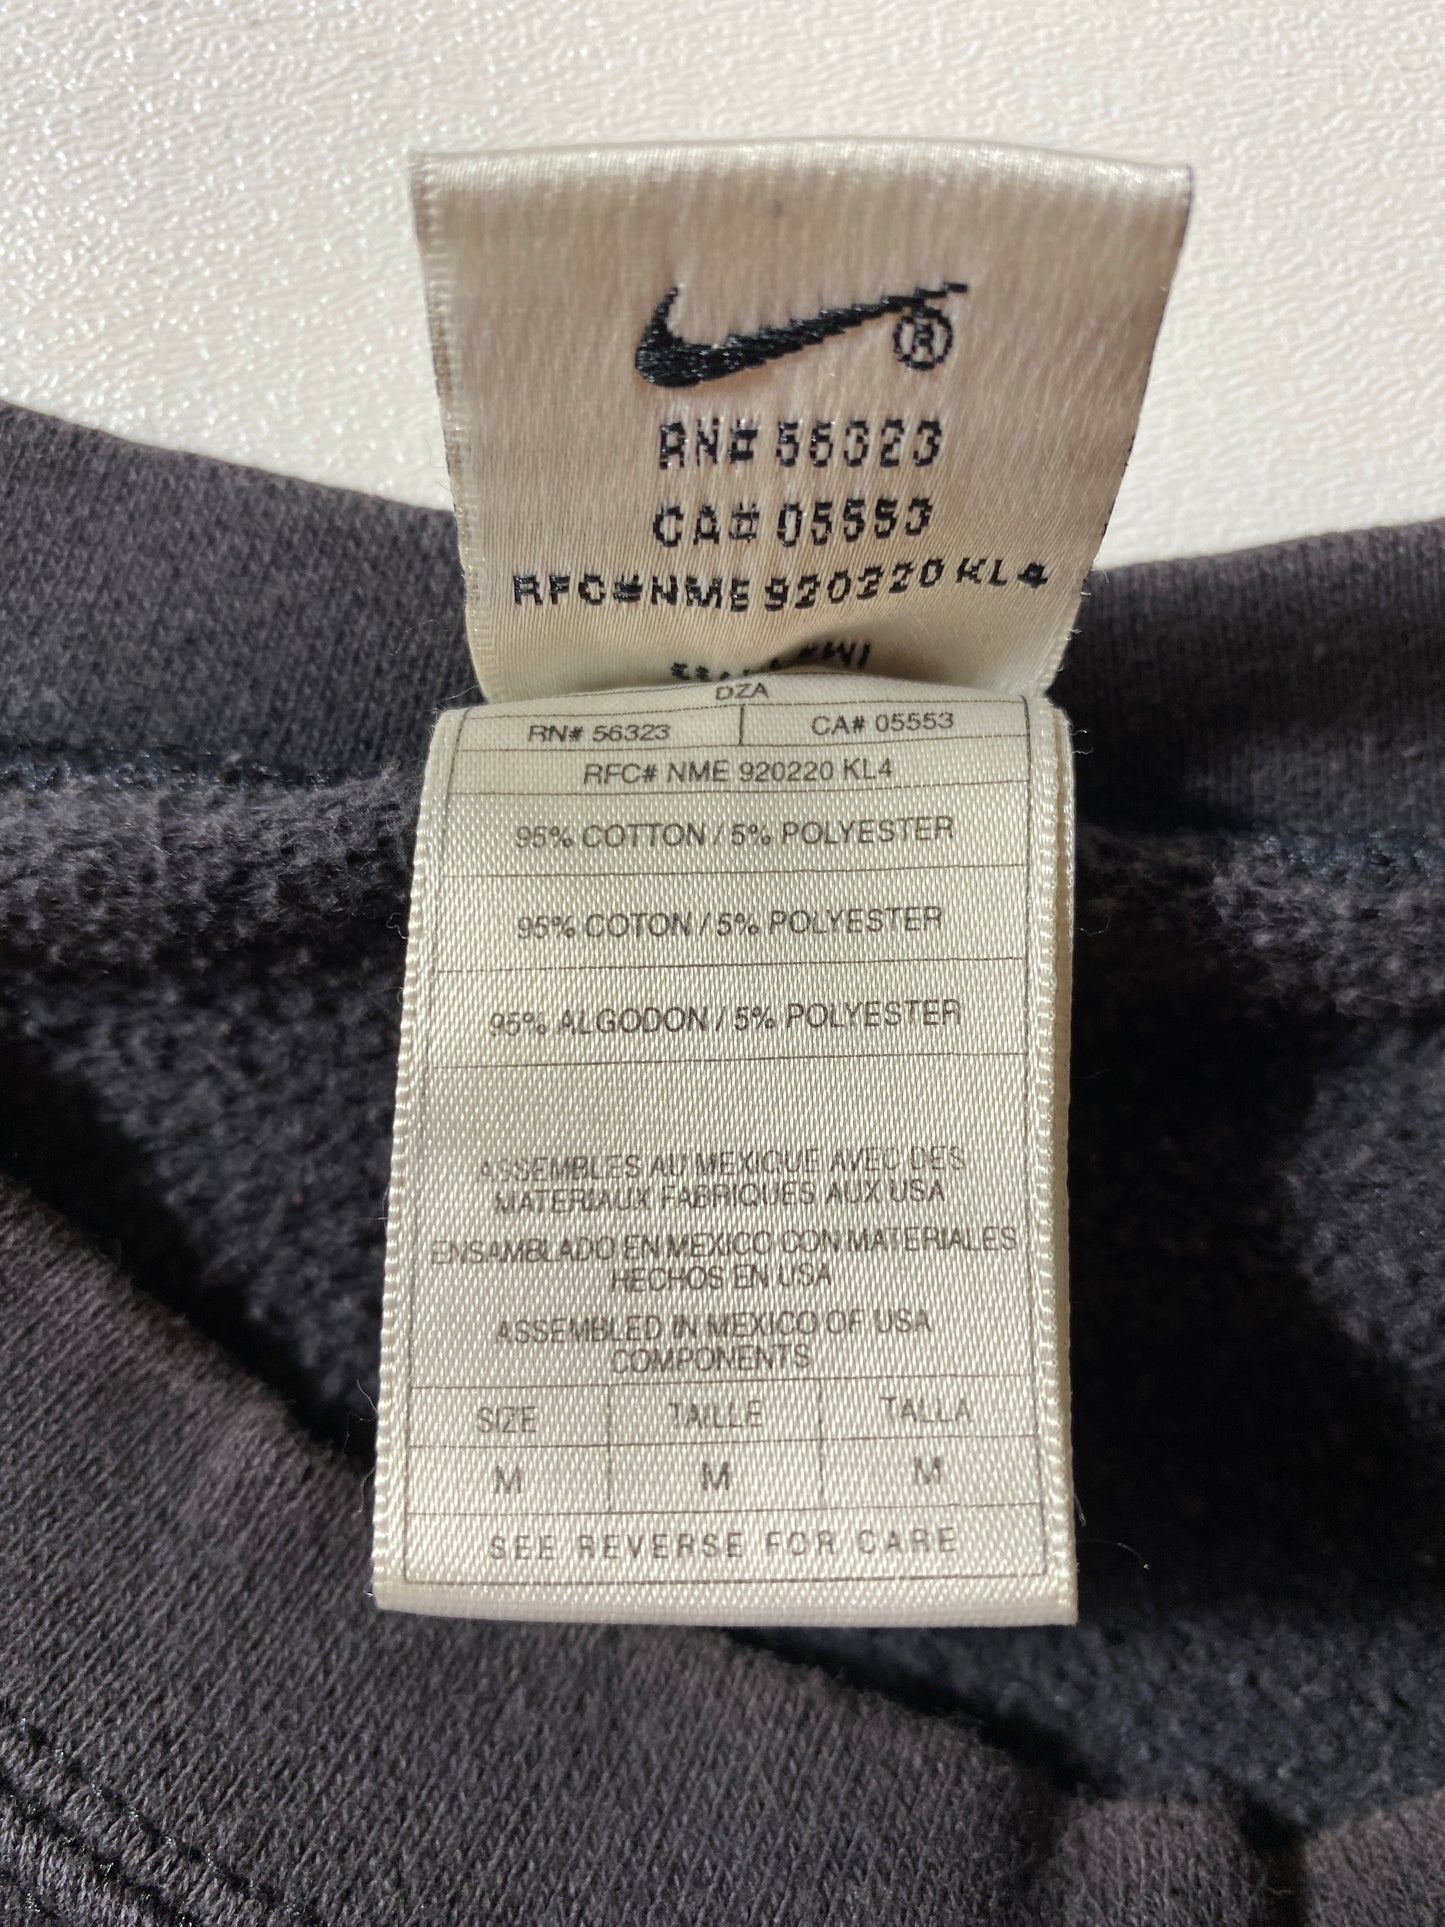 ®
RN# 56323
CA# 05553
RFC#NME 920220 KL4
DZA
RN# 56323 CA# 05553
RFC# NME 920220 KL4
95% COTTON / 5% POLYESTER
95% COTON / 5% POLYESTER
95% ALGODON / 5% POLYESTER
ASSEMBLES AU MEXIQUE AVEC DES
MATERIAUX FABRIQUES AUX USA
ENSAMBLADO EN MEXICO CON MATERIALES
HECHOS EN USA
ASSEMBLED IN MEXICO OF USA
COMPONENTS
SIZE TAILLE TALLA
M M M
SEE REVERSE FOR CARE